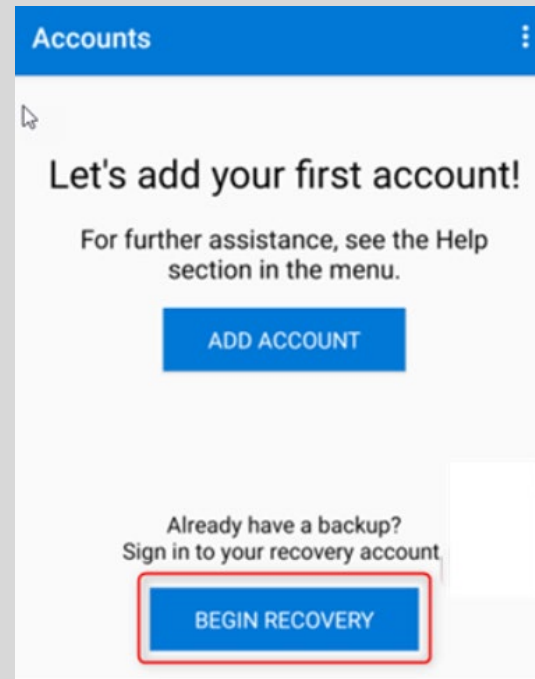 Accounts
Let's add your first account!
For further assistance, see the Help
section in the menu.
ADD ACCOUNT
Already have a backup?
Sign in to your recovery account
BEGIN RECOVERY